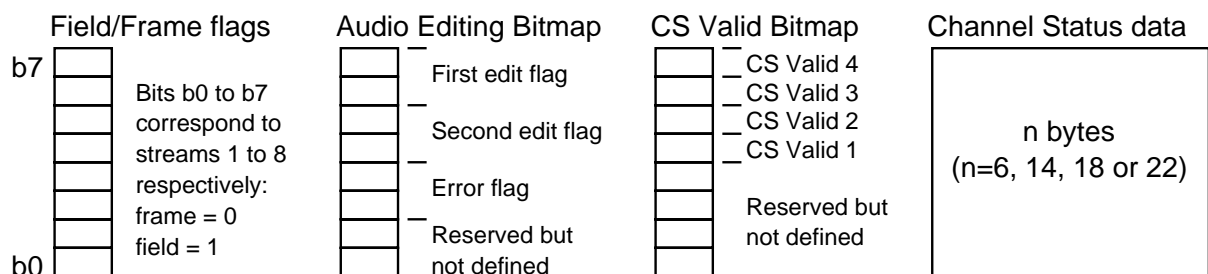 Field/Frame flags
b7
Bits b0 to b7
correspond to
streams 1 to 8
respectively:
frame = 0
field = 1
b0
Audio Editing Bitmap
First edit flag
Second edit flag
Error flag
Reserved but
not defined
CS Valid Bitmap
CS Valid 4
CS Valid 3
CS Valid 2
CS Valid 1
Reserved but
not defined
Channel Status data
n bytes
(n=6, 14, 18 or 22)